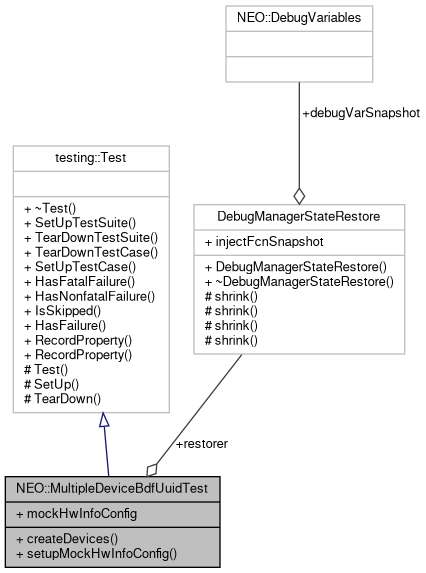 NEO::DebugVariables
+debugVarSnapshot
testing::Test
+ ~Test()
+ SetUpTestSuite()
+ TearDownTestSuite()
+ TearDownTestCase()
+ SetUpTestCase()
+ HasFatalFailure()
+ HasNonfatalFailure()
+ IsSkipped()
+ HasFailure()
+ RecordProperty()
+ RecordProperty()
# Test()
# SetUp()
# TearDown()
DebugManagerStateRestore
+ injectFcnSnapshot
+ DebugManagerStateRestore()
+ ~DebugManagerStateRestore()
# shrink()
# shrink()
# shrink()
# shrink()
+restorer
NEO::MultipleDeviceBdfUuidTest
+ mockHwInfoConfig
+ createDevices()
+ setupMockHwInfoConfig()